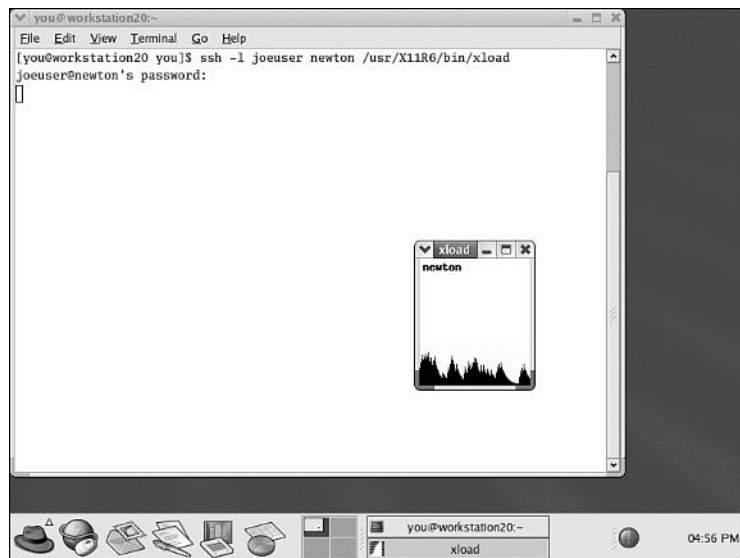 you@workstation20:~
File Edit View Terminal Go Help
[you@workstation20 you]$ ssh -l joeuser newton /usr/X11R6/bin/xload
joeuser@newton's password:
xload
newton
you@workstation20:~
xload
04:56 PM